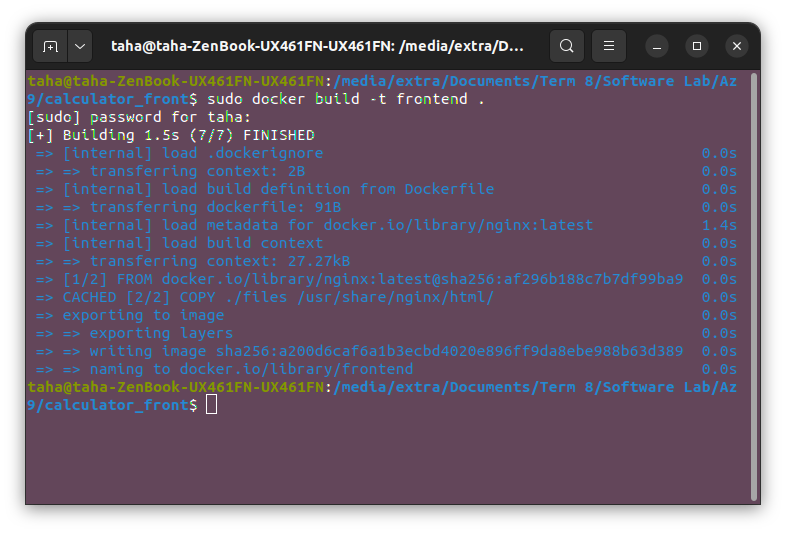 taha@taha-ZenBook-UX461FN-UX461FN: /media/extra/D...
taha@taha-ZenBook-UX461FN-UX461FN:/media/extra/Documents/Term 8/Software Lab/Az
9/calculator_front$ sudo docker build -t frontend .
[sudo] password for taha:
[+] Building 1.5s (7/7) FINISHED
=> [internal] load .dockerignore 0.0s
=> => transferring context: 2B 0.0s
=> [internal] load build definition from Dockerfile 0.0s
=> => transferring dockerfile: 91B 0.0s
=> [internal] load metadata for docker.io/library/nginx:latest 1.4s
=> [internal] load build context 0.0s
=> => transferring context: 27.27kB 0.0s
=> [1/2] FROM docker.io/library/nginx:latest@sha256:af296b188c7b7df99ba9 0.0s
=> CACHED [2/2] COPY ./files /usr/share/nginx/html/ 0.0s
=> exporting to image 0.0s
=> => exporting layers 0.0s
=> => writing image sha256:a200d6caf6a1b3ecbd4020e896ff9da8ebe988b63d389 0.0s
=> => naming to docker.io/library/frontend 0.0s
taha@taha-ZenBook-UX461FN-UX461FN:/media/extra/Documents/Term 8/Software Lab/Az
9/calculator_front$